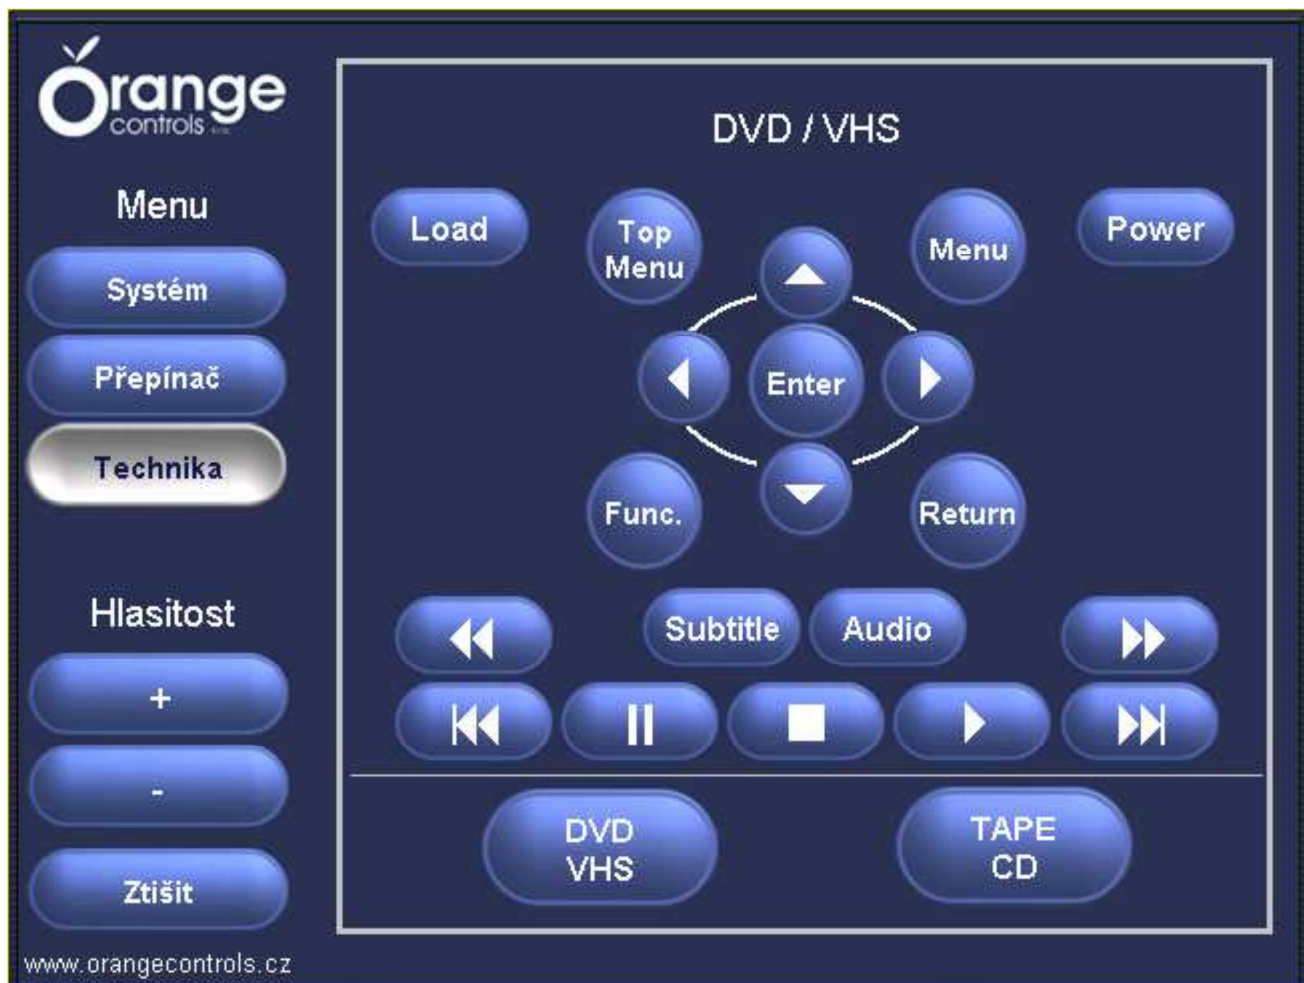 Orange
controls s.r.o.
Menu
Systém
Přepínač
Technika
Hlasitost
+
-
Ztišit
www.orangecontrols.cz
DVD / VHS
Load
Top
Menu
Menu
Power
Enter
Func.
Return
Subtitle
Audio
DVD
VHS
TAPE
CD